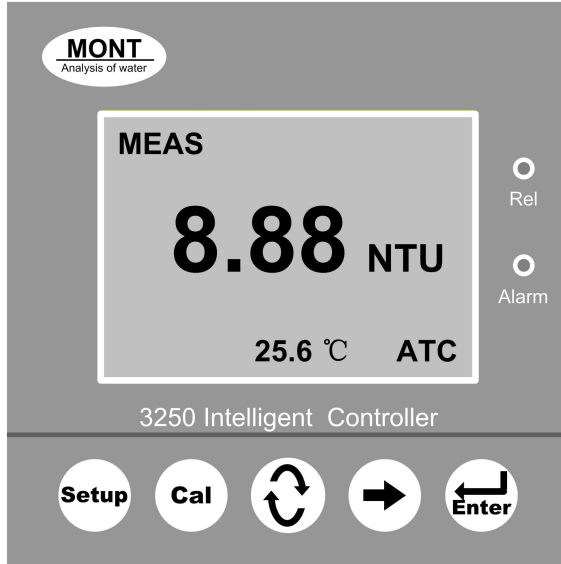 MONT
Analysis of water
MEAS
8.88 NTU
25.6 ℃ ATC
Rel
Alarm
3250 Intelligent Controller
Setup
Cal
Enter